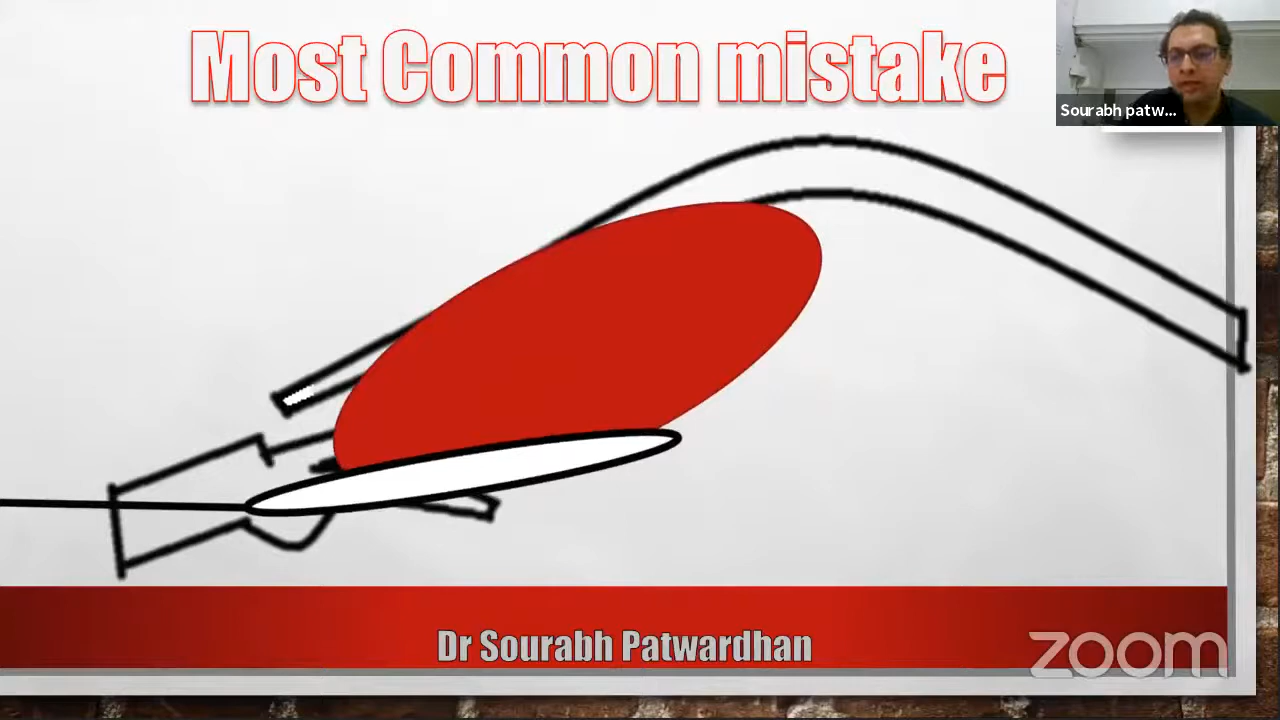 Most Common mistake
Sourabh patw...
Dr Sourabh Patwardhan
zoom